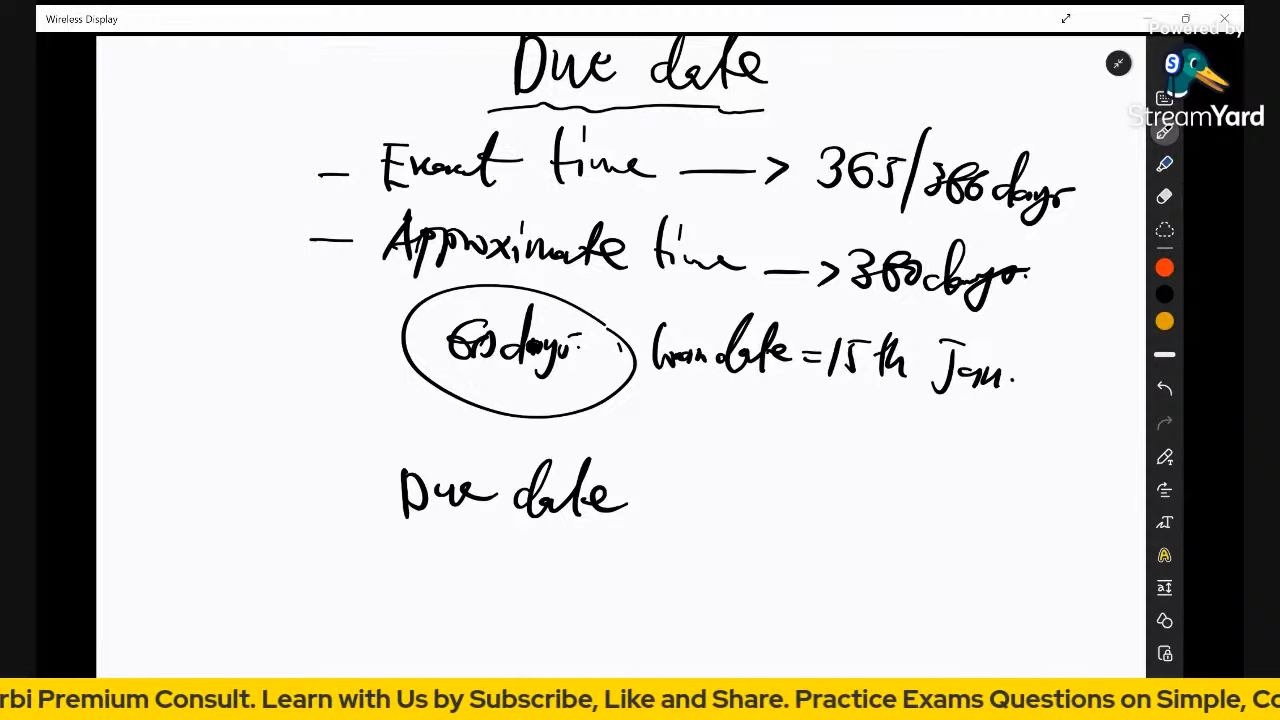 Wireless Display
Powered by
StreamYard
Due date
- Exact time —> 365/366 days
- Approximate time —> 360 days.
60 days. loan date = 15th Jan.
Due date
rbi Premium Consult. Learn with Us by Subscribe, Like and Share. Practice Exams Questions on Simple, Co